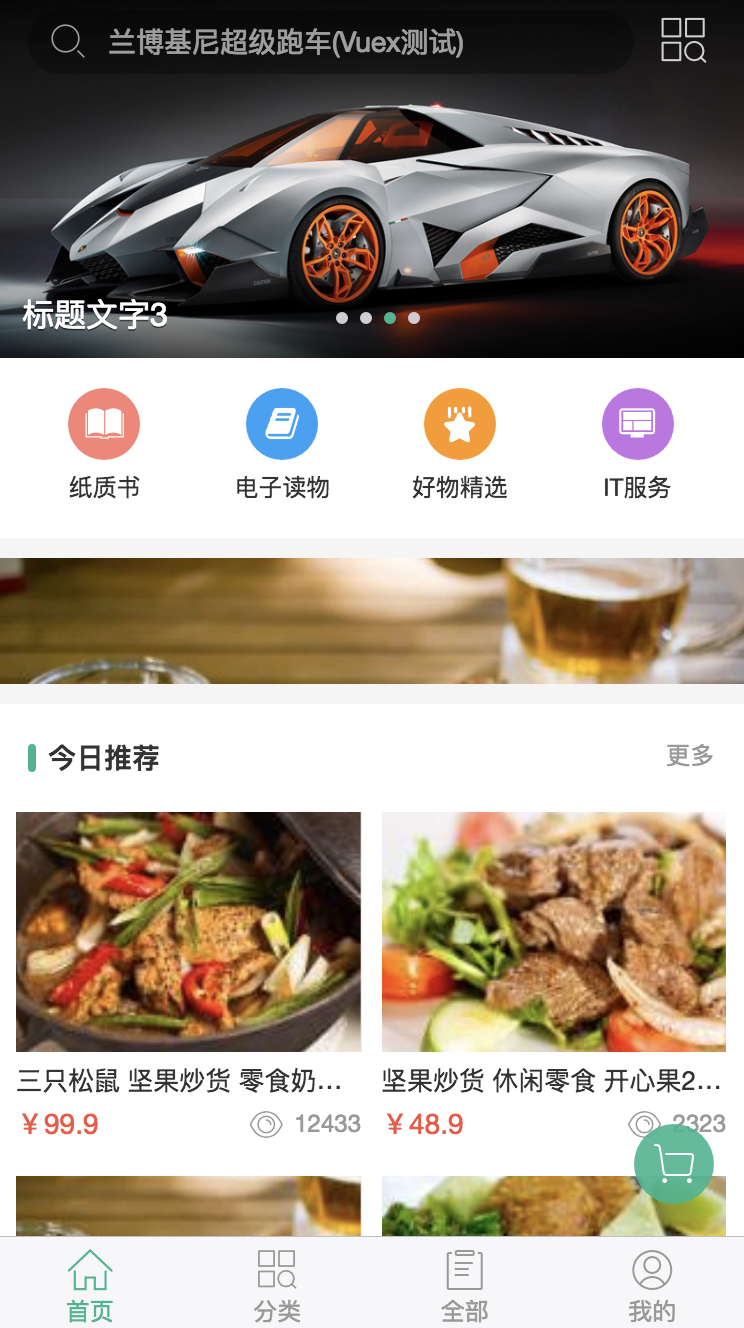 兰博基尼超级跑车(Vuex测试)
标题文字3
纸质书 电子读物 好物精选 IT服务
今日推荐 更多
三只松鼠 坚果炒货 零食奶... 坚果炒货 休闲零食 开心果2...
¥99.9 12433 ¥48.9 2323
首页 分类 全部 我的